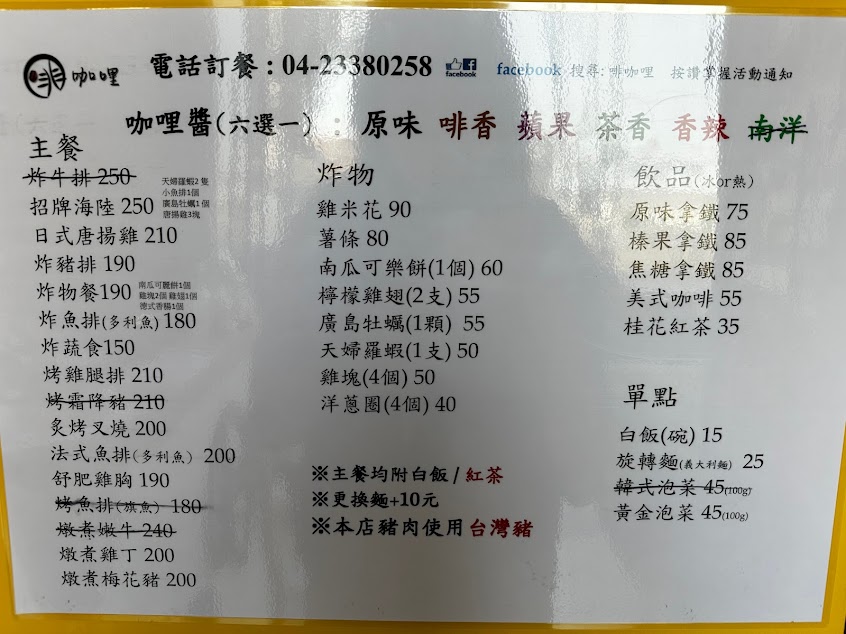 啡 咖哩 電話訂餐：04-23380258 facebook facebook 搜尋: 啡咖哩 按讚掌握活動通知
咖哩醬(六選一)：原味 啡香 蘋果 茶香 香辣 南洋
主餐
炸牛排 250
招牌海陸 250 天婦羅蝦2隻
小魚排1個
廣島牡蠣1個
唐揚雞3塊
日式唐揚雞 210
炸豬排 190
炸物餐190 南瓜可麗餅1個
雞塊2個 雞翅1個
德式香腸1個
炸魚排(多利魚) 180
炸蔬食150
烤雞腿排 210
烤霜降豬 210
炙烤叉燒 200
法式魚排(多利魚) 200
舒肥雞胸 190
烤魚排(旗魚) 180
燉煮嫩牛 240
燉煮雞丁 200
燉煮梅花豬 200
炸物
雞米花 90
薯條 80
南瓜可樂餅(1個) 60
檸檬雞翅(2支) 55
廣島牡蠣(1顆) 55
天婦羅蝦(1支) 50
雞塊(4個) 50
洋蔥圈(4個) 40
※主餐均附白飯 / 紅茶
※更換麵+10元
※本店豬肉使用台灣豬
飲品(冰or熱)
原味拿鐵 75
榛果拿鐵 85
焦糖拿鐵 85
美式咖啡 55
桂花紅茶 35
單點
白飯(碗) 15
旋轉麵(義大利麵) 25
韓式泡菜 45(100g)
黃金泡菜 45(100g)